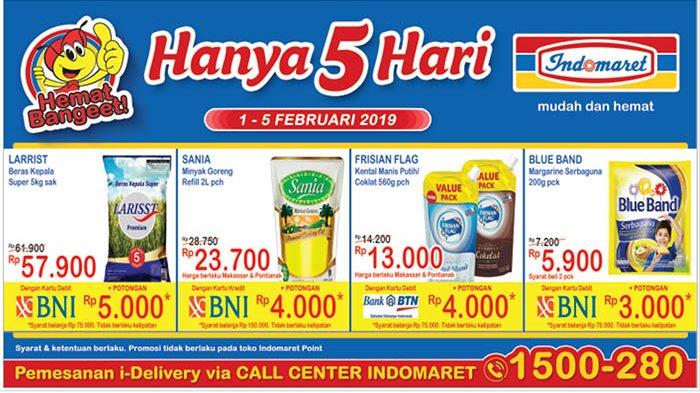 Hemat
Bangeet!
Hanya 5 Hari
1 - 5 FEBRUARI 2019
Indomaret
mudah dan hemat
LARRIST
Beras Kepala
Super 5kg sak
Beras Kepala Super
LARISST
Premium
5
Rp 61.900
Rp 57.900
Dengan Kartu Debit
+ POTONGAN
BNI Rp 5.000*
*Syarat belanja Rp 75.000. Tidak berlaku kelipatan
SANIA
Minyak Goreng
Refill 2L pch
Sania
MINYAK GORENG
Rp 28.750
Rp 23,700
Harga berlaku Makassar & Pontianak
Dengan Kartu Kredit
+ POTONGAN
BNI Rp 4.000*
*Syarat belanja Rp 150.000. Tidak berlaku kelipatan
FRISIAN FLAG
Kental Manis Putih/
Coklat 560g pch
VALUE
PACK
VALUE
PACK
FRISIAN
FLAG
FRISIAN
FLAG
Cokelat
Rp 14.200
Rp 13.000
Harga berlaku Makassar & Pontianak
Dengan Kartu Debit
+ POTONGAN
Bank BTN
Sahabat Keluarga Indonesia
Rp 4.000*
*Syarat belanja Rp 75.000. Tidak berlaku kelipatan
BLUE BAND
Margarine Serbaguna
200g pck
Blue Band
Serbaguna
Rp 7.200
Rp 5,900
Syarat beli 2 pck
Dengan Kartu Debit
+ POTONGAN
BNI Rp 3.000*
*Syarat belanja Rp 75.000. Tidak berlaku kelipatan
Syarat & ketentuan berlaku. Promosi tidak berlaku pada toko Indomaret Point
Pemesanan i-Delivery via CALL CENTER INDOMARET 1500-280